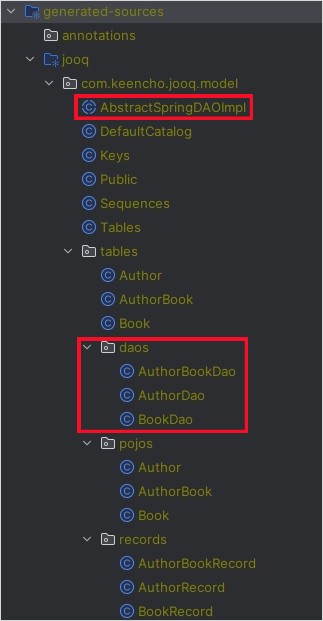 generated-sources
annotations
jooq
com.keencho.jooq.model
AbstractSpringDAOImpl
DefaultCatalog
Keys
Public
Sequences
Tables
tables
Author
AuthorBook
Book
daos
AuthorBookDao
AuthorDao
BookDao
pojos
Author
AuthorBook
Book
records
AuthorBookRecord
AuthorRecord
BookRecord